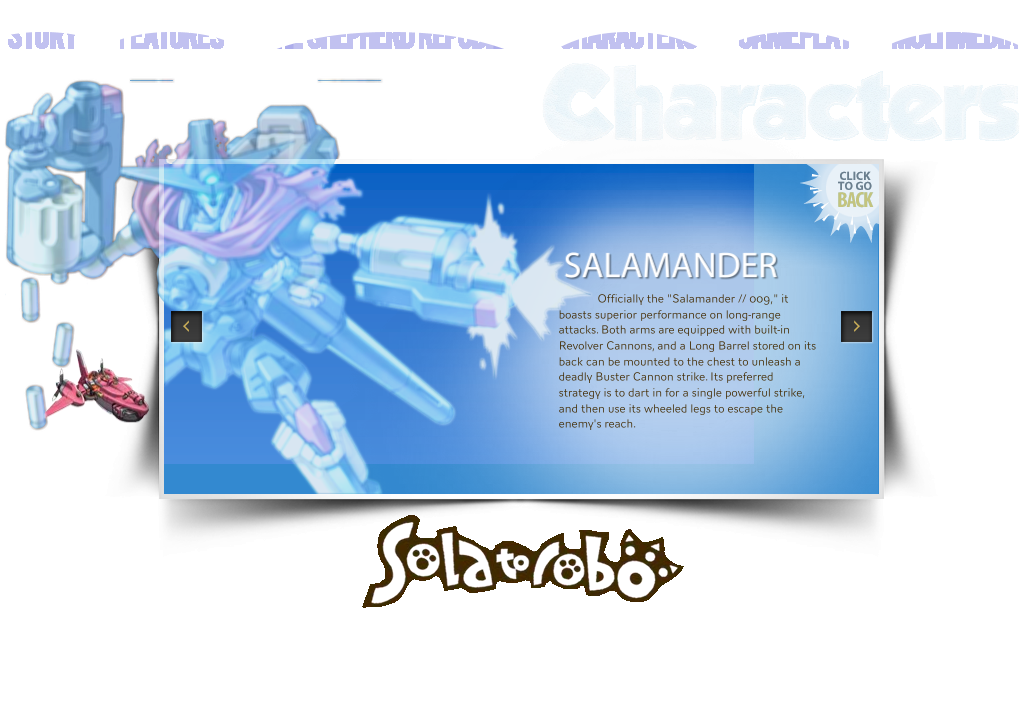 STORY FEATURES THE SHEPHERD REPORT CHARACTERS GAMEPLAY MULTIMEDIA
Characters
CLICK
TO GO
BACK
SALAMANDER
Officially the "Salamander // 009," it
boasts superior performance on long-range
attacks. Both arms are equipped with built-in
Revolver Cannons, and a Long Barrel stored on its
back can be mounted to the chest to unleash a
deadly Buster Cannon strike. Its preferred
strategy is to dart in for a single powerful strike,
and then use its wheeled legs to escape the
enemy's reach.
Solatorobo